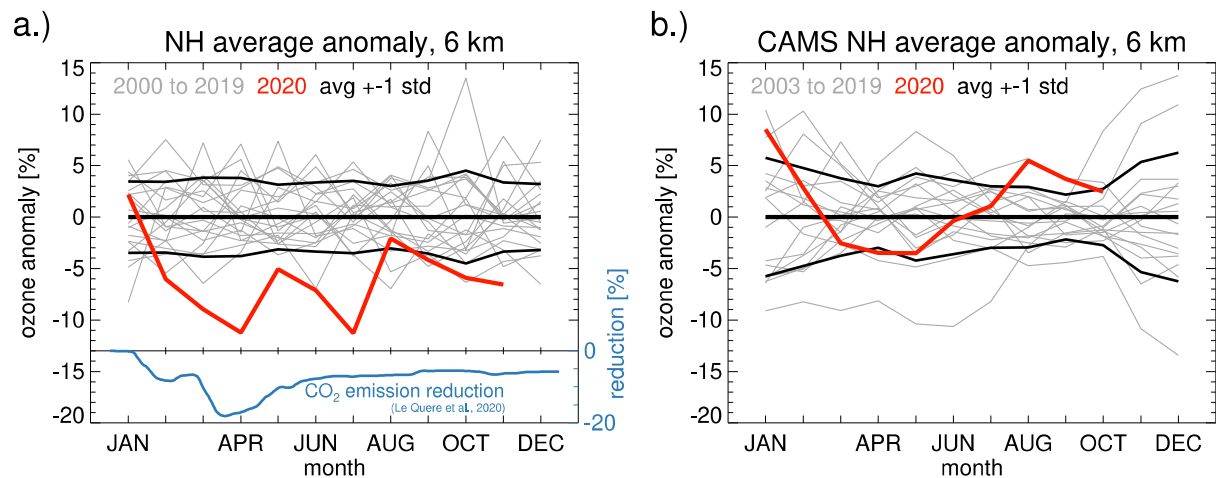 a.)
NH average anomaly, 6 km
2000 to 2019 2020 avg +-1 std
15
10
5
0
-5
-10
-15
-20
ozone anomaly [%]
0
-20
reduction [%]
CO₂ emission reduction
(Le Quere et al., 2020)
JAN APR JUN AUG OCT DEC
month
b.)
CAMS NH average anomaly, 6 km
2003 to 2019 2020 avg +-1 std
15
10
5
0
-5
-10
-15
-20
ozone anomaly [%]
JAN APR JUN AUG OCT DEC
month